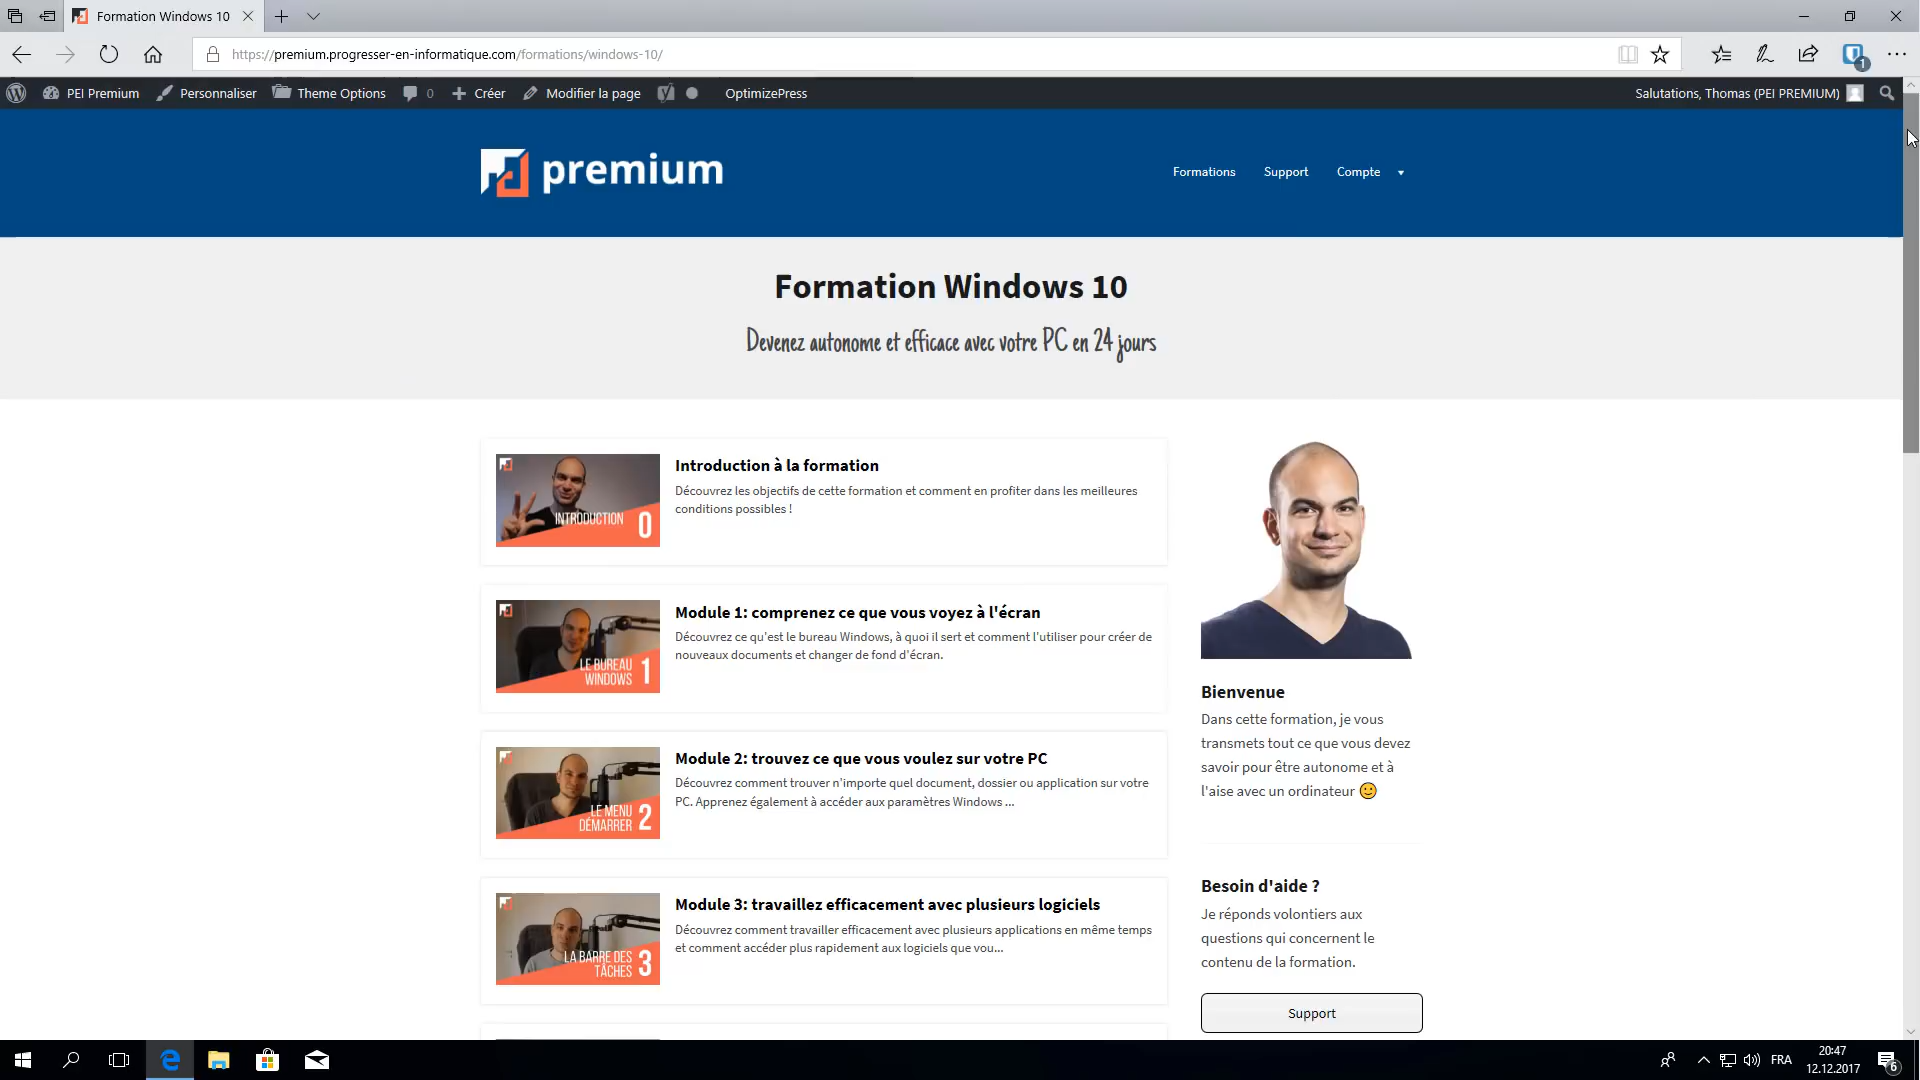 Formation Windows 10
https://premium.progresser-en-informatique.com/formations/windows-10/
1
PEI Premium
Personnaliser
Theme Options
0
Créer
Modifier la page
OptimizePress
Salutations, Thomas (PEI PREMIUM)
premium
Formations
Support
Compte
Formation Windows 10
Devenez autonome et efficace avec votre PC en 24 jours
INTRODUCTION 0
Introduction à la formation
Découvrez les objectifs de cette formation et comment en profiter dans les meilleures
conditions possibles !
LE BUREAU
WINDOWS 1
Module 1: comprenez ce que vous voyez à l'écran
Découvrez ce qu'est le bureau Windows, à quoi il sert et comment l'utiliser pour créer de
nouveaux documents et changer de fond d'écran.
LE MENU
DÉMARRER 2
Module 2: trouvez ce que vous voulez sur votre PC
Découvrez comment trouver n'importe quel document, dossier ou application sur votre
PC. Apprenez également à accéder aux paramètres Windows ...
LA BARRE DES
TÂCHES 3
Module 3: travaillez efficacement avec plusieurs logiciels
Découvrez comment travailler efficacement avec plusieurs applications en même temps
et comment accéder plus rapidement aux logiciels que vou...
Bienvenue
Dans cette formation, je vous
transmets tout ce que vous devez
savoir pour être autonome et à
l'aise avec un ordinateur
Besoin d'aide ?
Je réponds volontiers aux
questions qui concernent le
contenu de la formation.
Support
FRA
20:47
12.12.2017
6